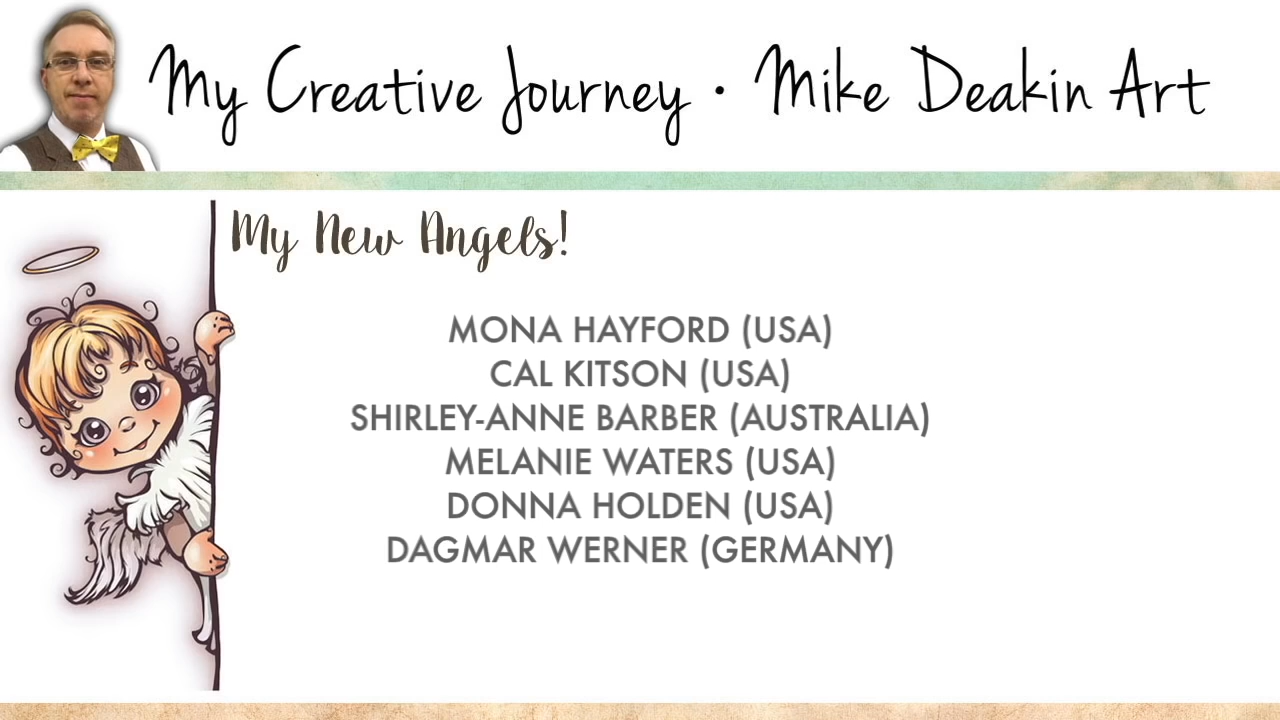 My Creative Journey • Mike Deakin Art
My New Angels!
MONA HAYFORD (USA)
CAL KITSON (USA)
SHIRLEY-ANNE BARBER (AUSTRALIA)
MELANIE WATERS (USA)
DONNA HOLDEN (USA)
DAGMAR WERNER (GERMANY)